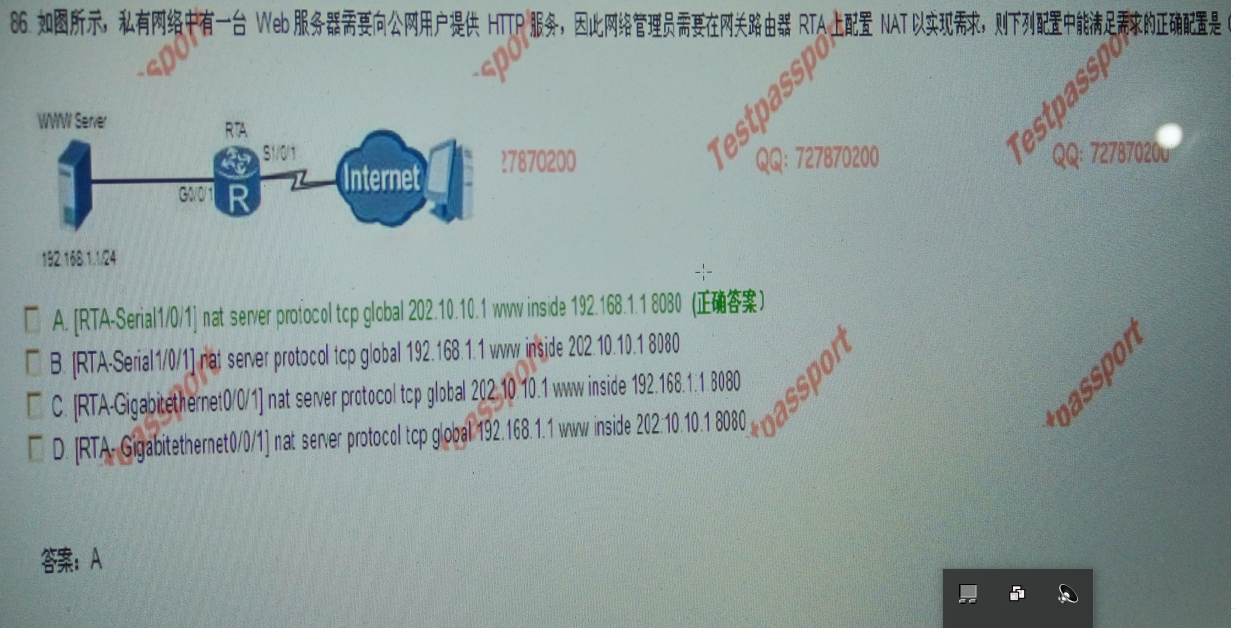 86. 如图所示，私有网络中有一台 Web 服务器需要向公网用户提供 HTTP 服务，因此网络管理员需要在网关路由器 RTA 上配置 NAT 以实现需求，则下列配置中能满足需求的正确配置是（
-sport
-sport
Testpassport
Testpassport
WWW Server
RTA
S1/0/1
Internet
27870200
QQ: 727870200
QQ: 727870200
G0/0/1
R
192.168.1.1/24
A. [RTA-Serial1/0/1] nat server protocol tcp global 202.10.10.1 www inside 192.168.1.1 8080 (正确答案)
B. [RTA-Serial1/0/1] nat server protocol tcp global 192.168.1.1 www inside 202.10.10.1 8080
C. [RTA-Gigabitethernet0/0/1] nat server protocol tcp global 202.10.10.1 www inside 192.168.1.1 8080
D. [RTA- Gigabitethernet0/0/1] nat server protocol tcp global 192.168.1.1 www inside 202.10.10.1 8080
tpassport
tpassport
tpassport
tpassport
答案：A